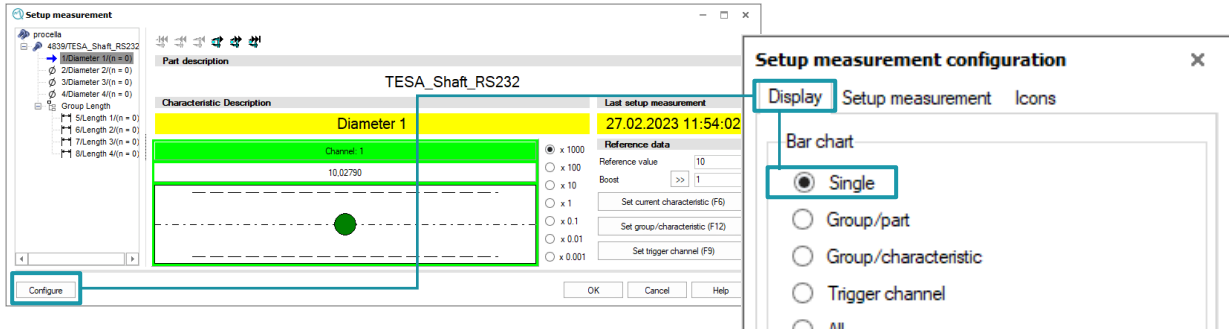 Setup measurement
procella
4839/TESA_Shaft_RS232
1/Diameter 1/(n = 0)
2/Diameter 2/(n = 0)
3/Diameter 3/(n = 0)
4/Diameter 4/(n = 0)
Group Length
5/Length 1/(n = 0)
6/Length 2/(n = 0)
7/Length 3/(n = 0)
8/Length 4/(n = 0)
Part description
TESA_Shaft_RS232
Characteristic Description
Last setup measurement
Diameter 1
27.02.2023 11:54:02
Channel: 1
10,02790
x 1000
x 100
x 10
x 1
x 0.1
x 0.01
x 0.001
Reference data
Reference value 10
Boost >> 1
Set current characteristic (F6)
Set group/characteristic (F12)
Set trigger channel (F9)
Configure
OK Cancel Help
Setup measurement configuration
Display Setup measurement Icons
Bar chart
Single
Group/part
Group/characteristic
Trigger channel
All